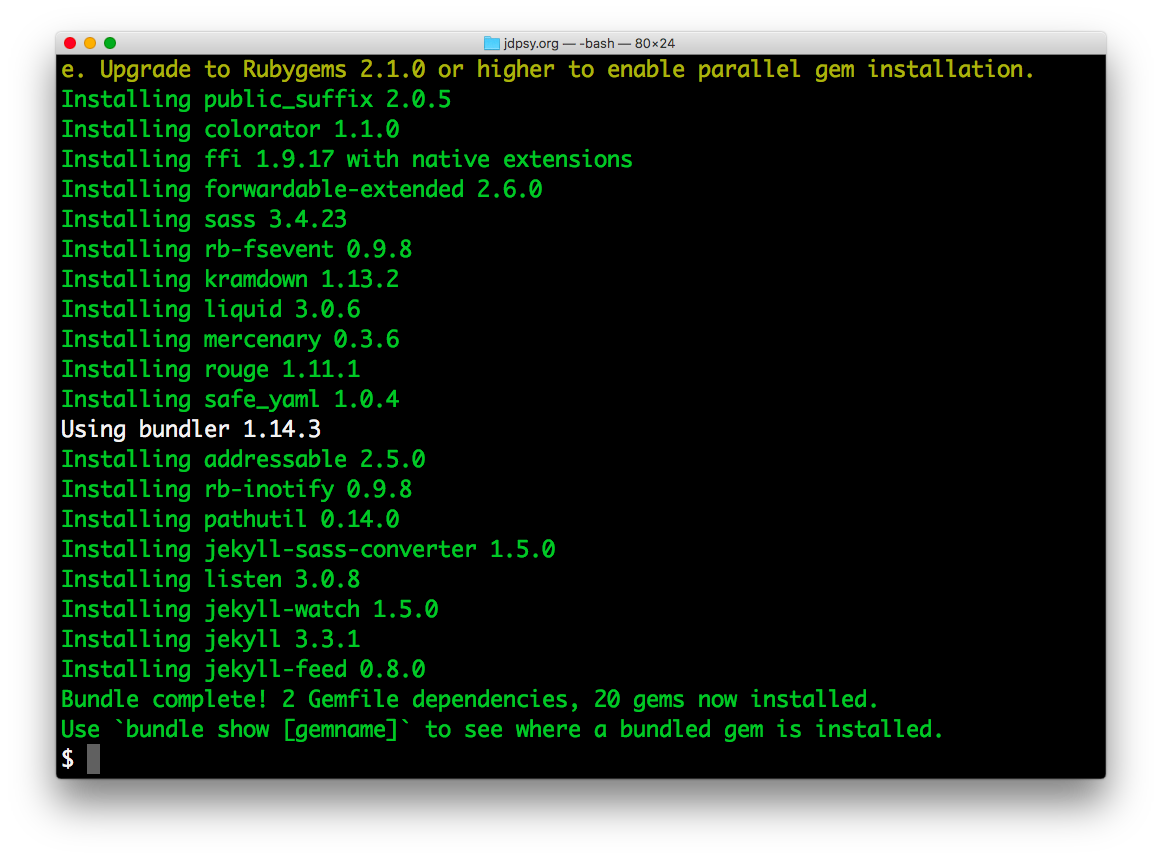 jdpsy.org — -bash — 80×24
e. Upgrade to Rubygems 2.1.0 or higher to enable parallel gem installation.
Installing public_suffix 2.0.5
Installing colorator 1.1.0
Installing ffi 1.9.17 with native extensions
Installing forwardable-extended 2.6.0
Installing sass 3.4.23
Installing rb-fsevent 0.9.8
Installing kramdown 1.13.2
Installing liquid 3.0.6
Installing mercenary 0.3.6
Installing rouge 1.11.1
Installing safe_yaml 1.0.4
Using bundler 1.14.3
Installing addressable 2.5.0
Installing rb-inotify 0.9.8
Installing pathutil 0.14.0
Installing jekyll-sass-converter 1.5.0
Installing listen 3.0.8
Installing jekyll-watch 1.5.0
Installing jekyll 3.3.1
Installing jekyll-feed 0.8.0
Bundle complete! 2 Gemfile dependencies, 20 gems now installed.
Use `bundle show [gemname]` to see where a bundled gem is installed.
$